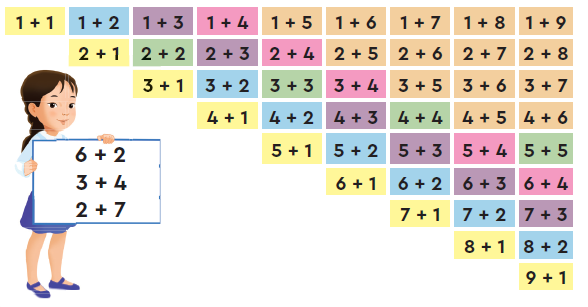 1 + 1 1 + 2 1 + 3 1 + 4 1 + 5 1 + 6 1 + 7 1 + 8 1 + 9
2 + 1 2 + 2 2 + 3 2 + 4 2 + 5 2 + 6 2 + 7 2 + 8
3 + 1 3 + 2 3 + 3 3 + 4 3 + 5 3 + 6 3 + 7
4 + 1 4 + 2 4 + 3 4 + 4 4 + 5 4 + 6
5 + 1 5 + 2 5 + 3 5 + 4 5 + 5
6 + 1 6 + 2 6 + 3 6 + 4
7 + 1 7 + 2 7 + 3
8 + 1 8 + 2
9 + 1
6 + 2
3 + 4
2 + 7